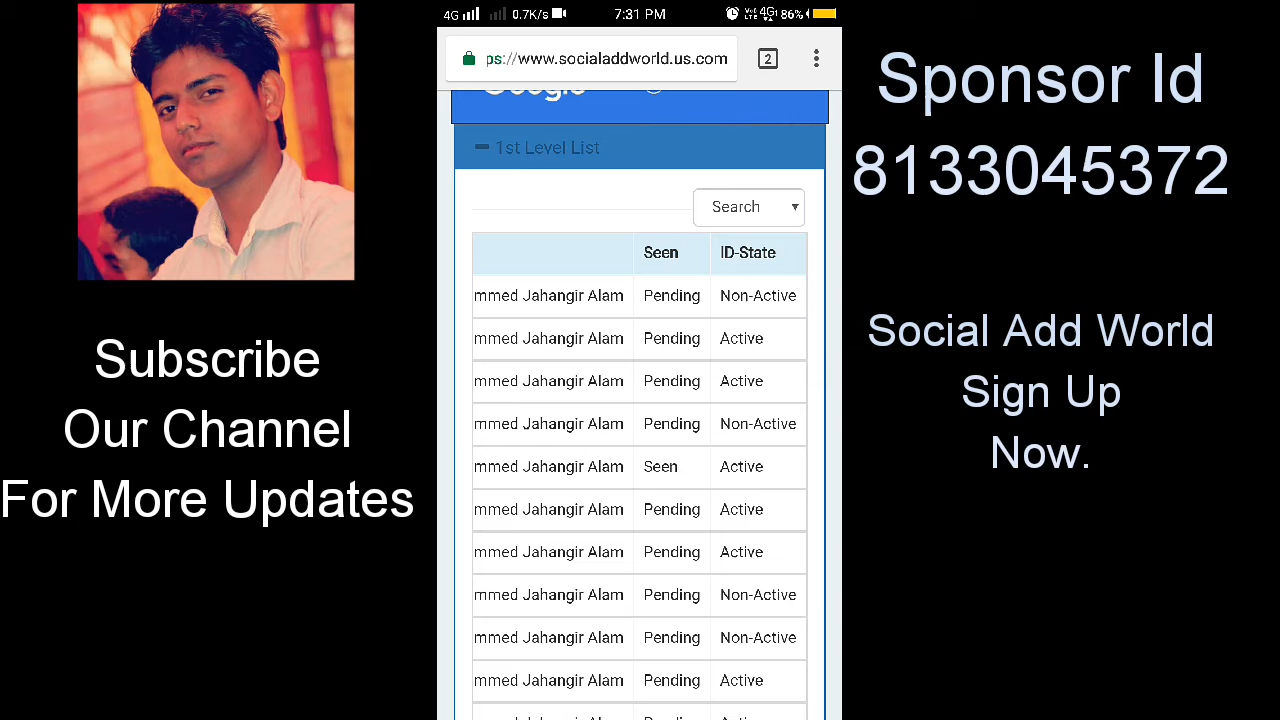 4G 0.7K/s 7:31 PM 4G 86%
ps://www.socialaddworld.us.com 2
Google
1st Level List
Search
Seen ID-State
mmed Jahangir Alam Pending Non-Active
mmed Jahangir Alam Pending Active
mmed Jahangir Alam Pending Active
mmed Jahangir Alam Pending Non-Active
mmed Jahangir Alam Seen Active
mmed Jahangir Alam Pending Active
mmed Jahangir Alam Pending Active
mmed Jahangir Alam Pending Non-Active
mmed Jahangir Alam Pending Non-Active
mmed Jahangir Alam Pending Active
Subscribe
Our Channel
For More Updates
Sponsor Id
8133045372
Social Add World
Sign Up
Now.